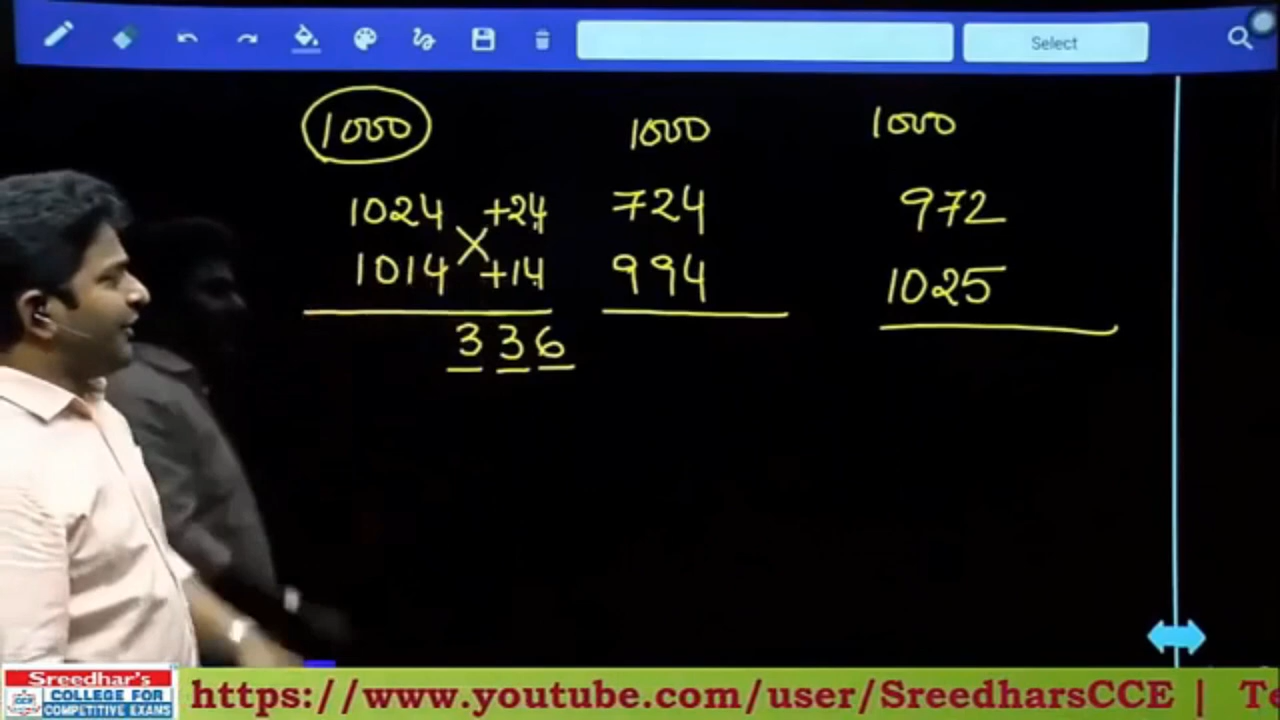 Select
1000 1000 1000
1024 +24 724 972
1014 +14 994 1025
336
Sreedhar's
CCE
COLLEGE FOR
COMPETITIVE EXAMS
https://www.youtube.com/user/SreedharsCCE |